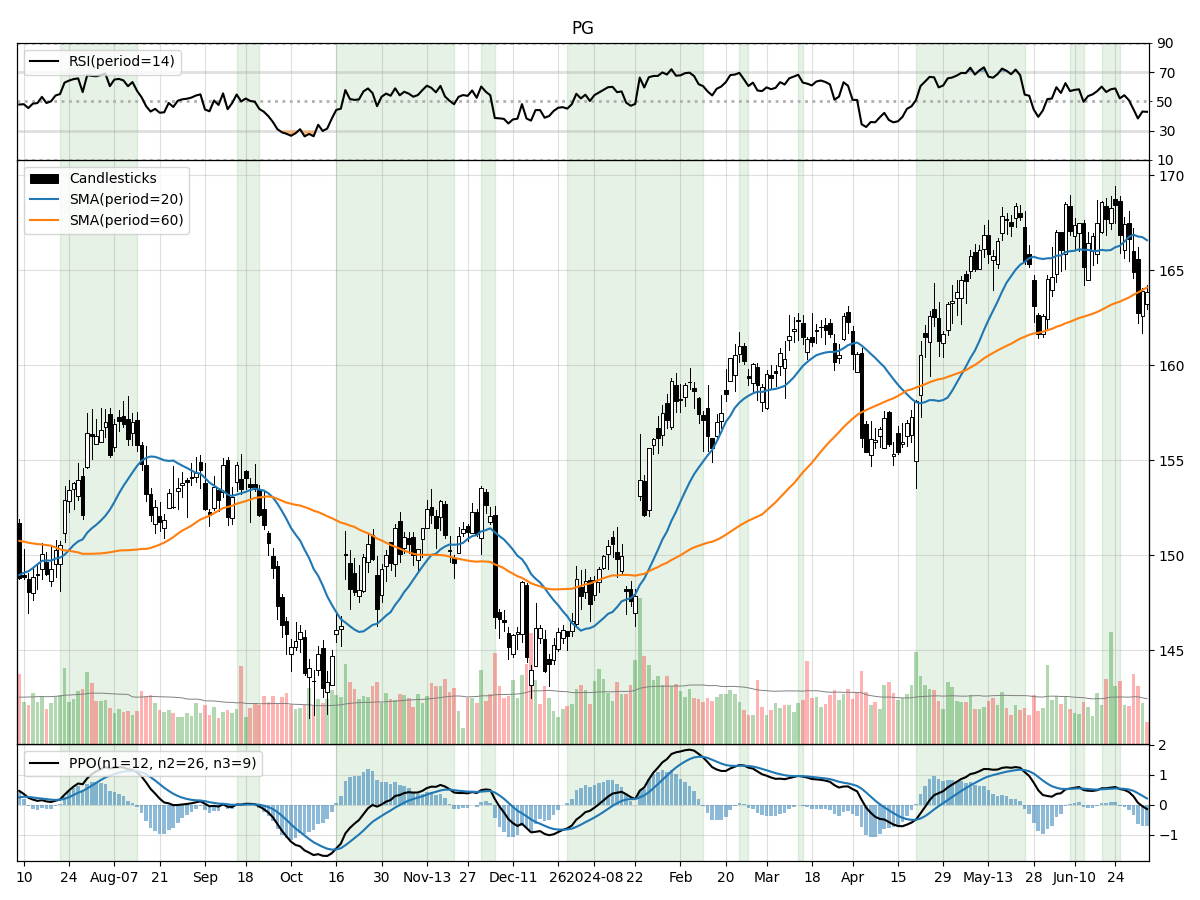 PG
RSI(period=14)
90
70
50
30
10
Candlesticks
SMA(period=20)
SMA(period=60)
170
165
160
155
150
145
PPO(n1=12, n2=26, n3=9)
2
1
0
−1
10 24 Aug-07 21 Sep 18 Oct 16 30 Nov-13 27 Dec-11 262024-08 22 Feb 20 Mar 18 Apr 15 29 May-13 28 Jun-10 24